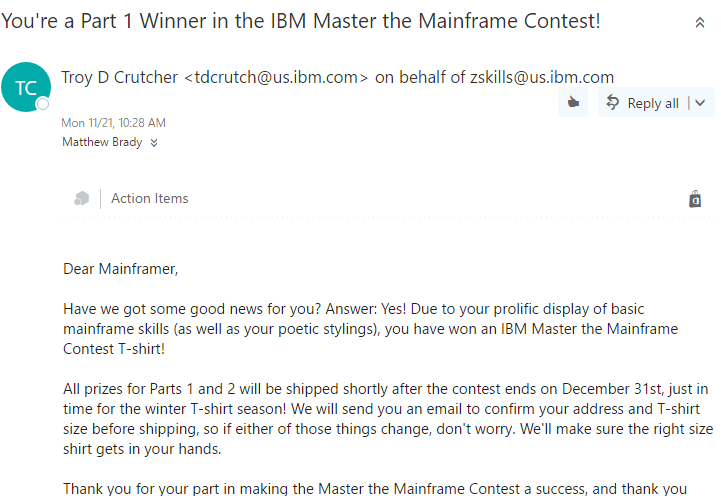 You're a Part 1 Winner in the IBM Master the Mainframe Contest!
TC
Troy D Crutcher <tdcrutch@us.ibm.com> on behalf of zskills@us.ibm.com
Reply all
Mon 11/21, 10:28 AM
Matthew Brady
Action Items
Dear Mainframer,
Have we got some good news for you? Answer: Yes! Due to your prolific display of basic
mainframe skills (as well as your poetic stylings), you have won an IBM Master the Mainframe
Contest T-shirt!
All prizes for Parts 1 and 2 will be shipped shortly after the contest ends on December 31st, just in
time for the winter T-shirt season! We will send you an email to confirm your address and T-shirt
size before shipping, so if either of those things change, don't worry. We'll make sure the right size
shirt gets in your hands.
Thank you for your part in making the Master the Mainframe Contest a success, and thank you